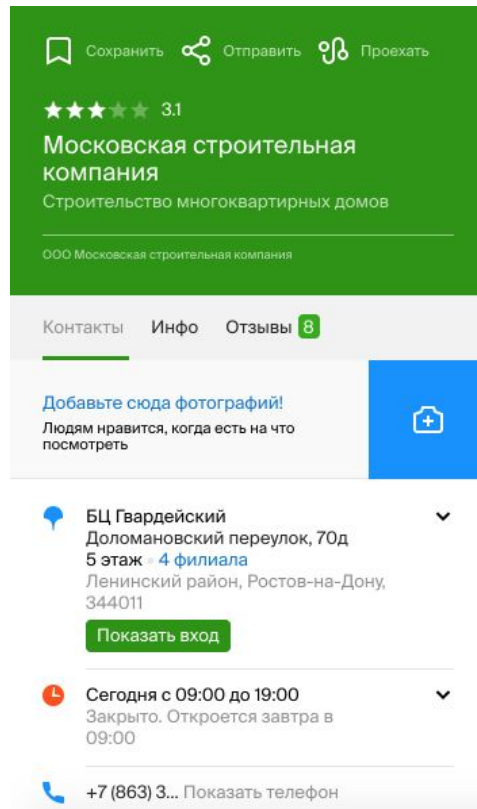 Сохранить Отправить Проехать
3.1
Московская строительная
компания
Строительство многоквартирных домов
ООО Московская строительная компания
Контакты Инфо Отзывы 8
Добавьте сюда фотографий!
Людям нравится, когда есть на что
посмотреть
БЦ Гвардейский
Доломановский переулок, 70д
5 этаж • 4 филиала
Ленинский район, Ростов-на-Дону,
344011
Показать вход
Сегодня с 09:00 до 19:00
Закрыто. Откроется завтра в
09:00
+7 (863) 3... Показать телефон